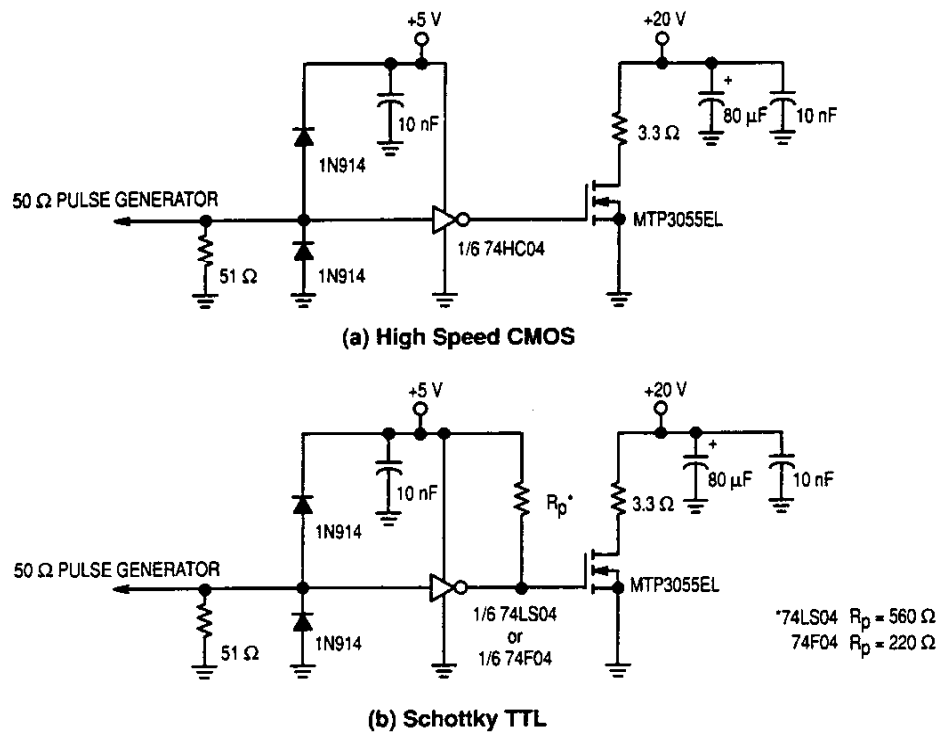 +5 V
+20 V
10 nF
+
80 μF
10 nF
3.3 Ω
1N914
50 Ω PULSE GENERATOR
MTP3055EL
1/6 74HC04
51 Ω
1N914
(a) High Speed CMOS
+5 V
+20 V
+
10 nF
80 μF
10 nF
Rp*
3.3 Ω
1N914
50 Ω PULSE GENERATOR
MTP3055EL
1/6 74LS04
or
1/6 74F04
51 Ω
1N914
*74LS04 Rp = 560 Ω
74F04 Rp = 220 Ω
(b) Schottky TTL